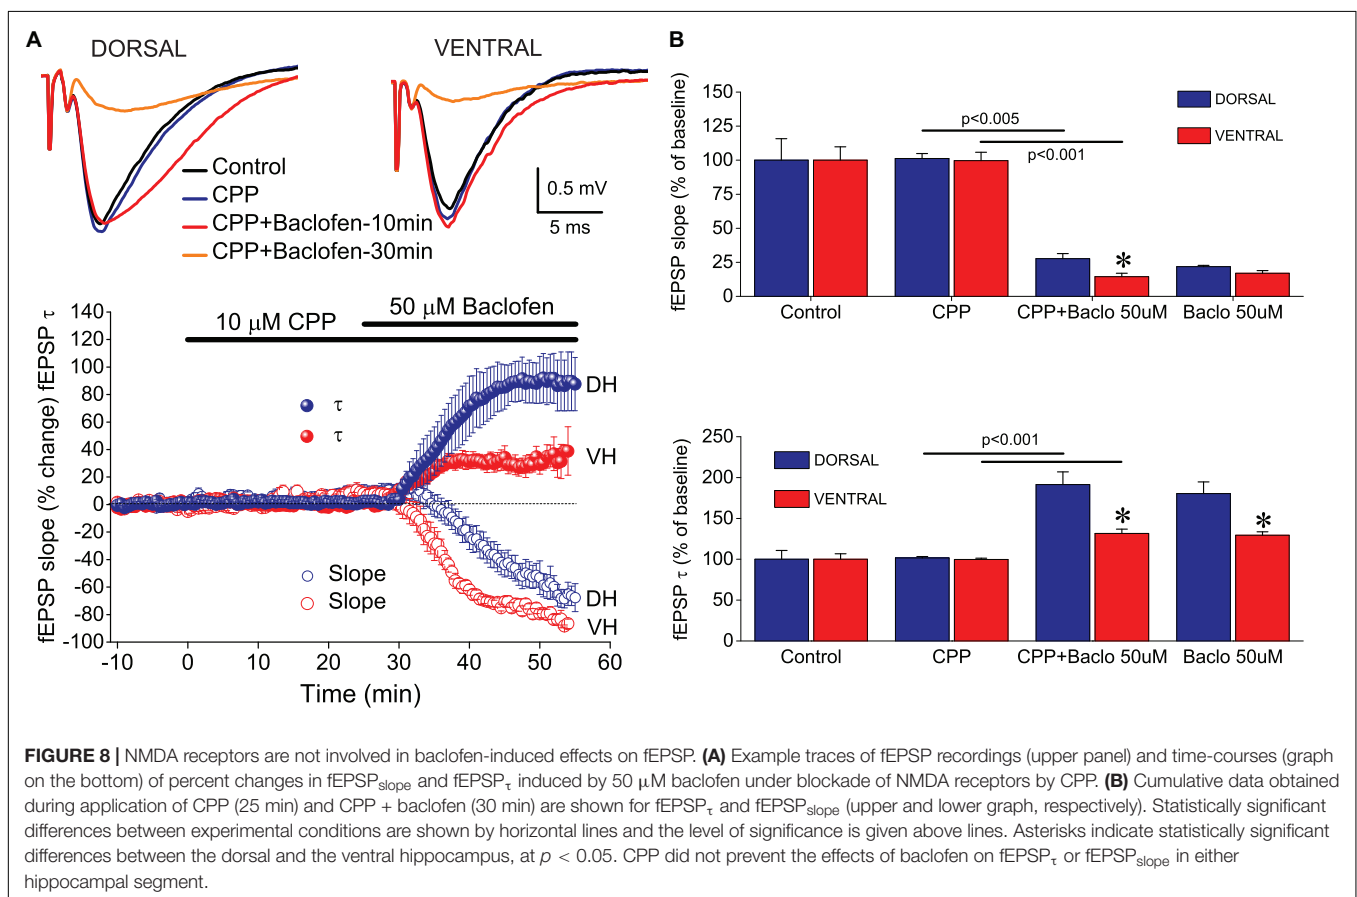 A
DORSAL
VENTRAL
Control
CPP
CPP+Baclofen-10min
CPP+Baclofen-30min
0.5 mV
5 ms
fEPSP slope (% change) fEPSP τ
140
120
100
80
60
40
20
0
-20
-40
-60
-80
-100
10 μM CPP
50 μM Baclofen
τ
τ
DH
VH
Slope
Slope
DH
VH
-10 0 10 20 30 40 50 60
Time (min)
B
fEPSP slope (% of baseline)
150
125
100
75
50
25
0
p<0.005
p<0.001
DORSAL
VENTRAL
*
Control CPP CPP+Baclo 50uM Baclo 50uM
fEPSP τ (% of baseline)
250
200
150
100
50
0
DORSAL
VENTRAL
p<0.001
*
*
Control CPP CPP+Baclo 50uM Baclo 50uM
FIGURE 8 | NMDA receptors are not involved in baclofen-induced effects on fEPSP. (A) Example traces of fEPSP recordings (upper panel) and time-courses (graph
on the bottom) of percent changes in fEPSPslope and fEPSPτ induced by 50 μM baclofen under blockade of NMDA receptors by CPP. (B) Cumulative data obtained
during application of CPP (25 min) and CPP + baclofen (30 min) are shown for fEPSPτ and fEPSPslope (upper and lower graph, respectively). Statistically significant
differences between experimental conditions are shown by horizontal lines and the level of significance is given above lines. Asterisks indicate statistically significant
differences between the dorsal and the ventral hippocampus, at p < 0.05. CPP did not prevent the effects of baclofen on fEPSPτ or fEPSPslope in either
hippocampal segment.